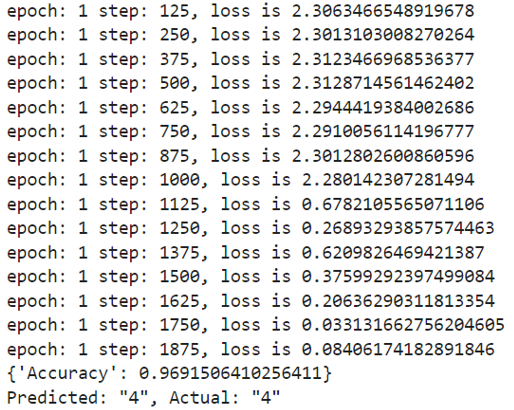 epoch: 1 step: 125, loss is 2.3063466548919678
epoch: 1 step: 250, loss is 2.3013103008270264
epoch: 1 step: 375, loss is 2.3123466968536377
epoch: 1 step: 500, loss is 2.3128714561462402
epoch: 1 step: 625, loss is 2.2944419384002686
epoch: 1 step: 750, loss is 2.2910056114196777
epoch: 1 step: 875, loss is 2.3012802600860596
epoch: 1 step: 1000, loss is 2.280142307281494
epoch: 1 step: 1125, loss is 0.6782105565071106
epoch: 1 step: 1250, loss is 0.26893293857574463
epoch: 1 step: 1375, loss is 0.6209826469421387
epoch: 1 step: 1500, loss is 0.37599292397499084
epoch: 1 step: 1625, loss is 0.20636290311813354
epoch: 1 step: 1750, loss is 0.033131662756204605
epoch: 1 step: 1875, loss is 0.08406174182891846
{'Accuracy': 0.9691506410256411}
Predicted: "4", Actual: "4"